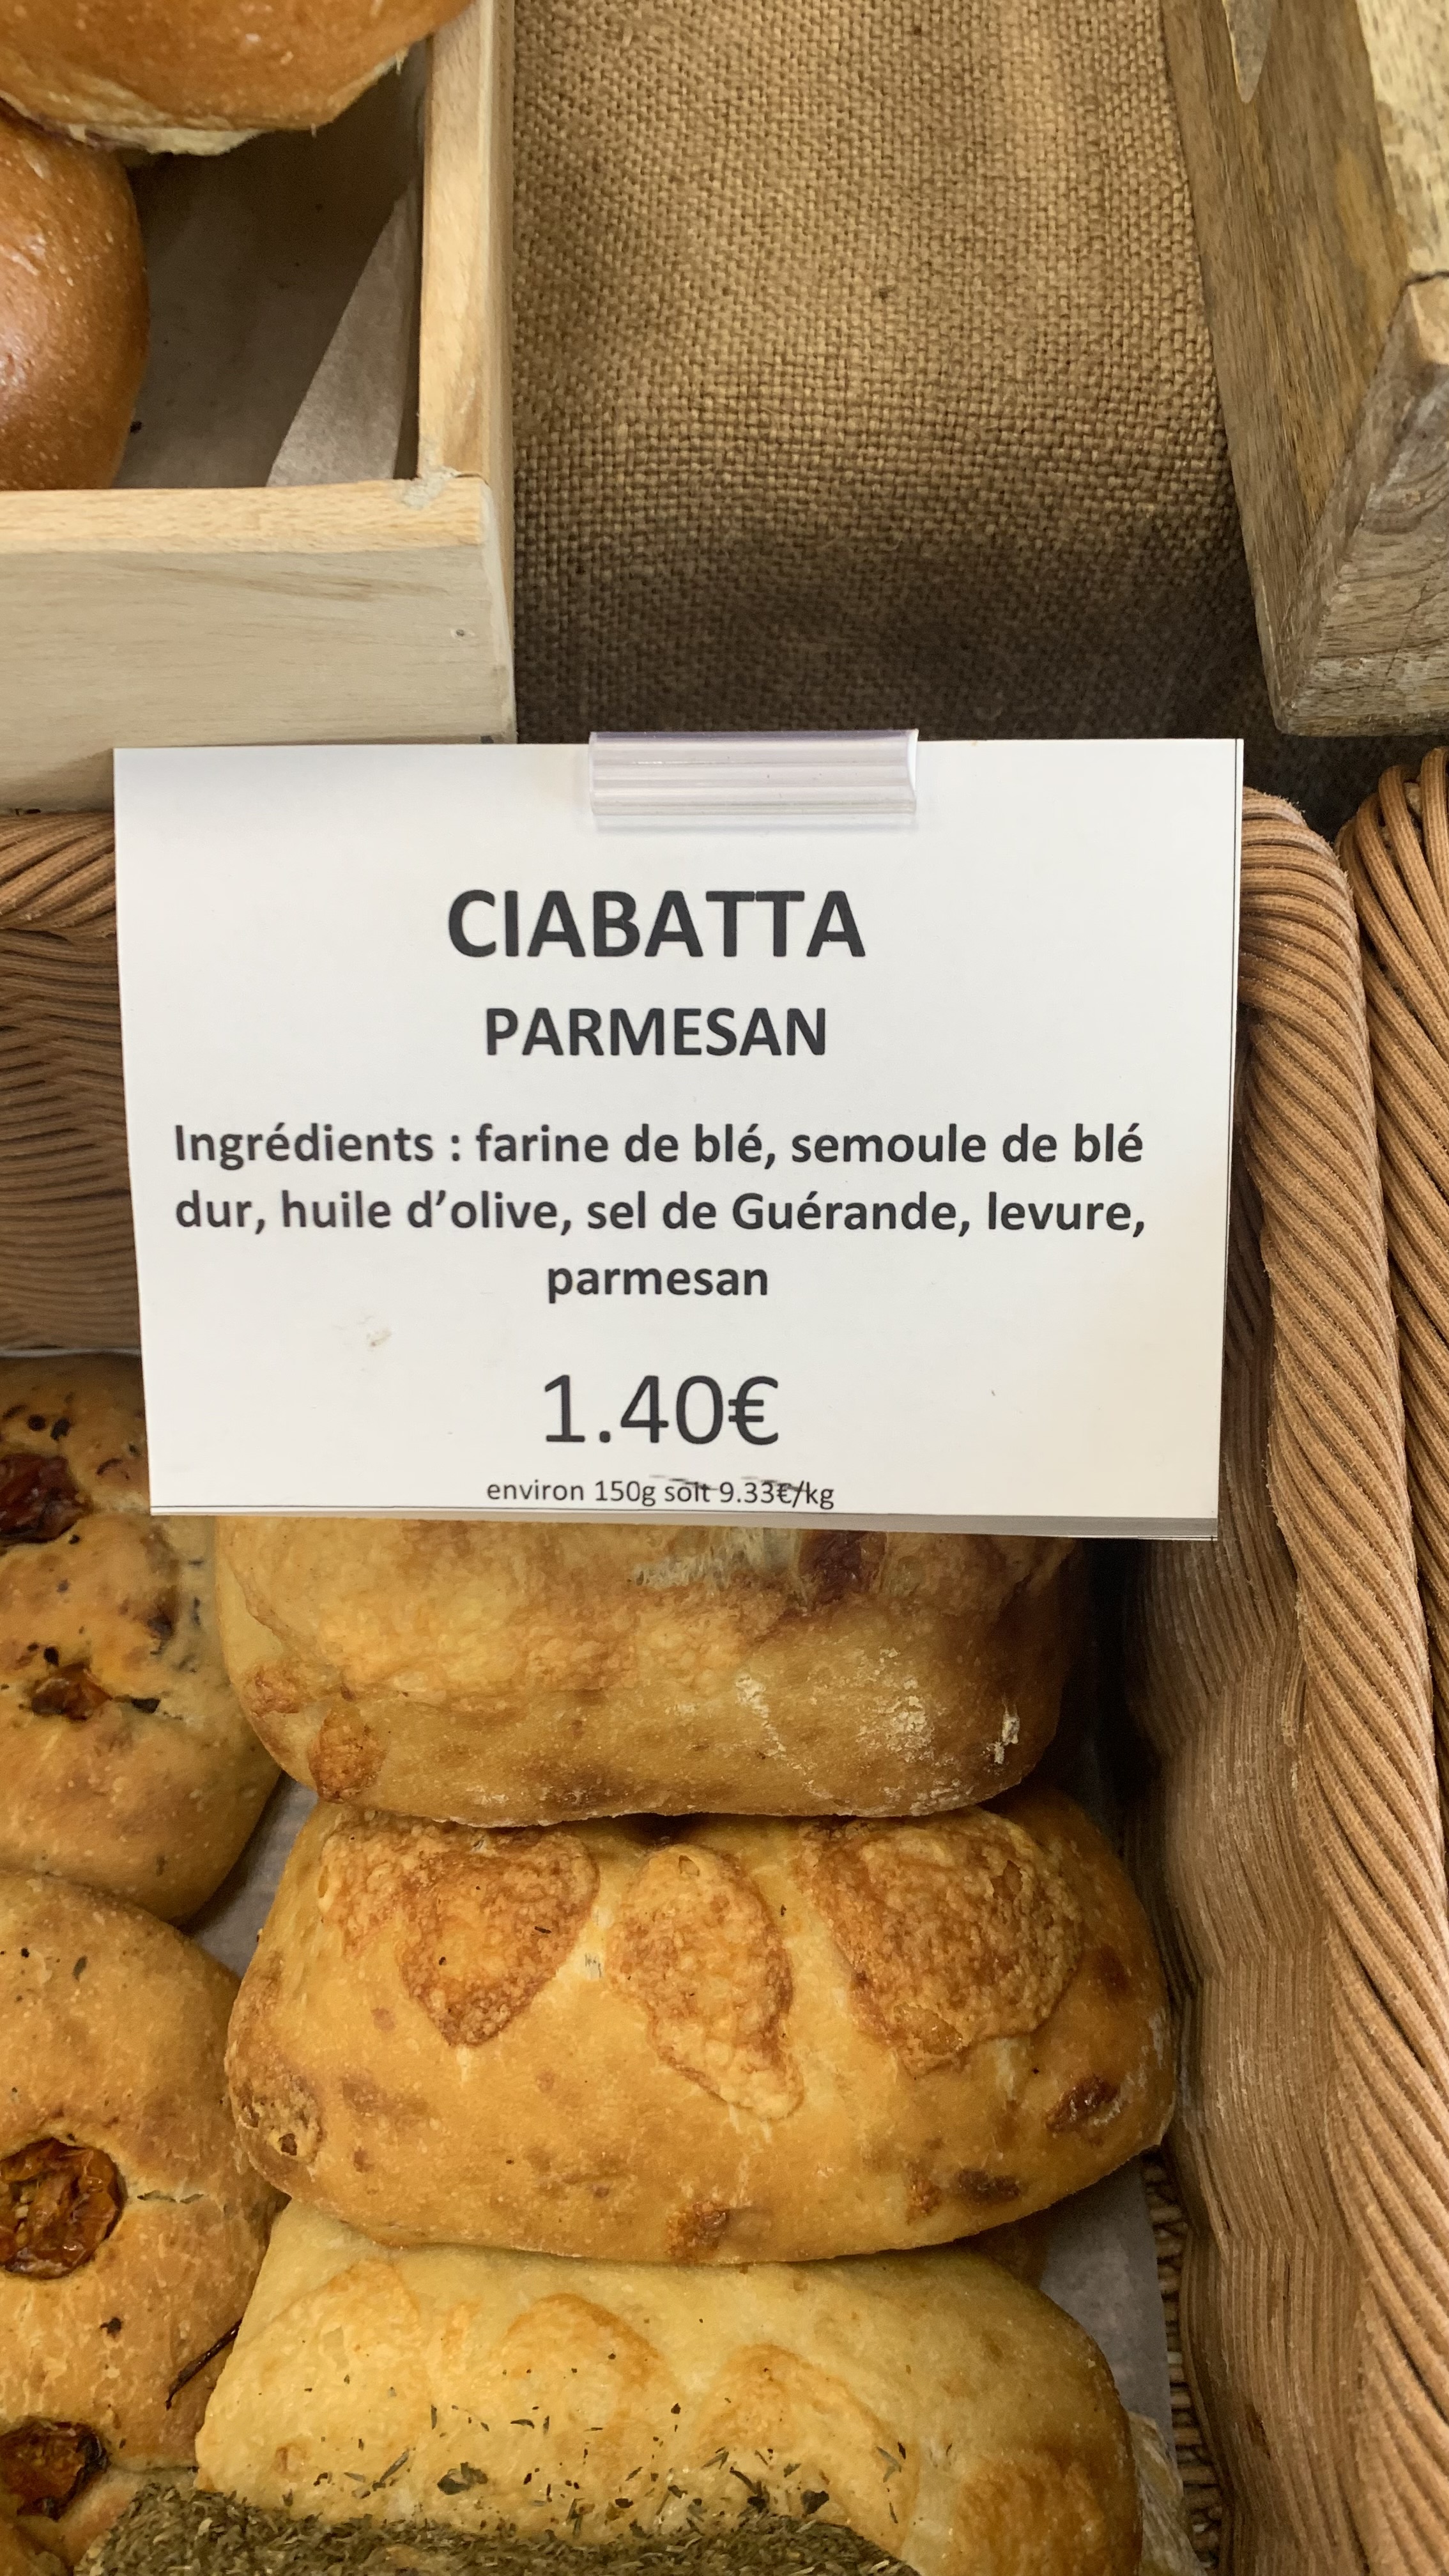 CIABATTA
PARMESAN
Ingrédients : farine de blé, semoule de blé
dur, huile d’olive, sel de Guérande, levure,
parmesan
1.40€
environ 150g soit 9.33€/kg